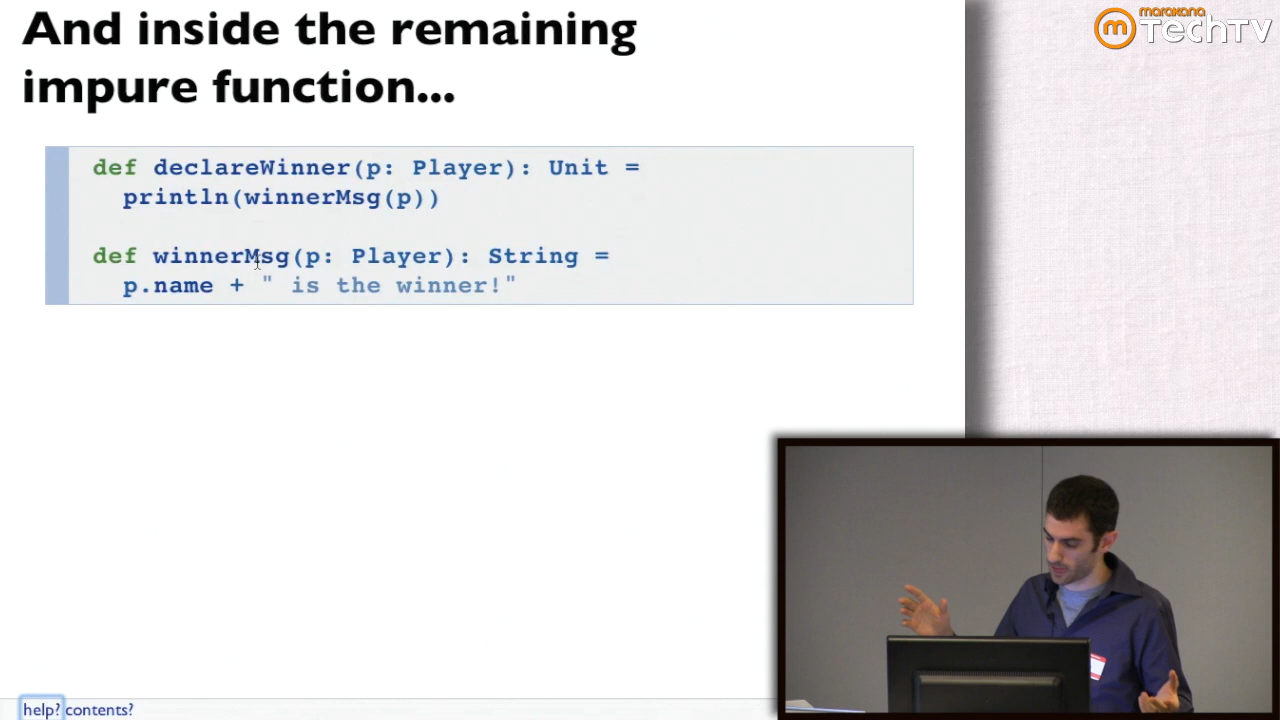 And inside the remaining
impure function...
marakana
TechTV
def declareWinner(p: Player): Unit =
println(winnerMsg(p))
def winnerMsg(p: Player): String =
p.name + " is the winner!"
help? contents?